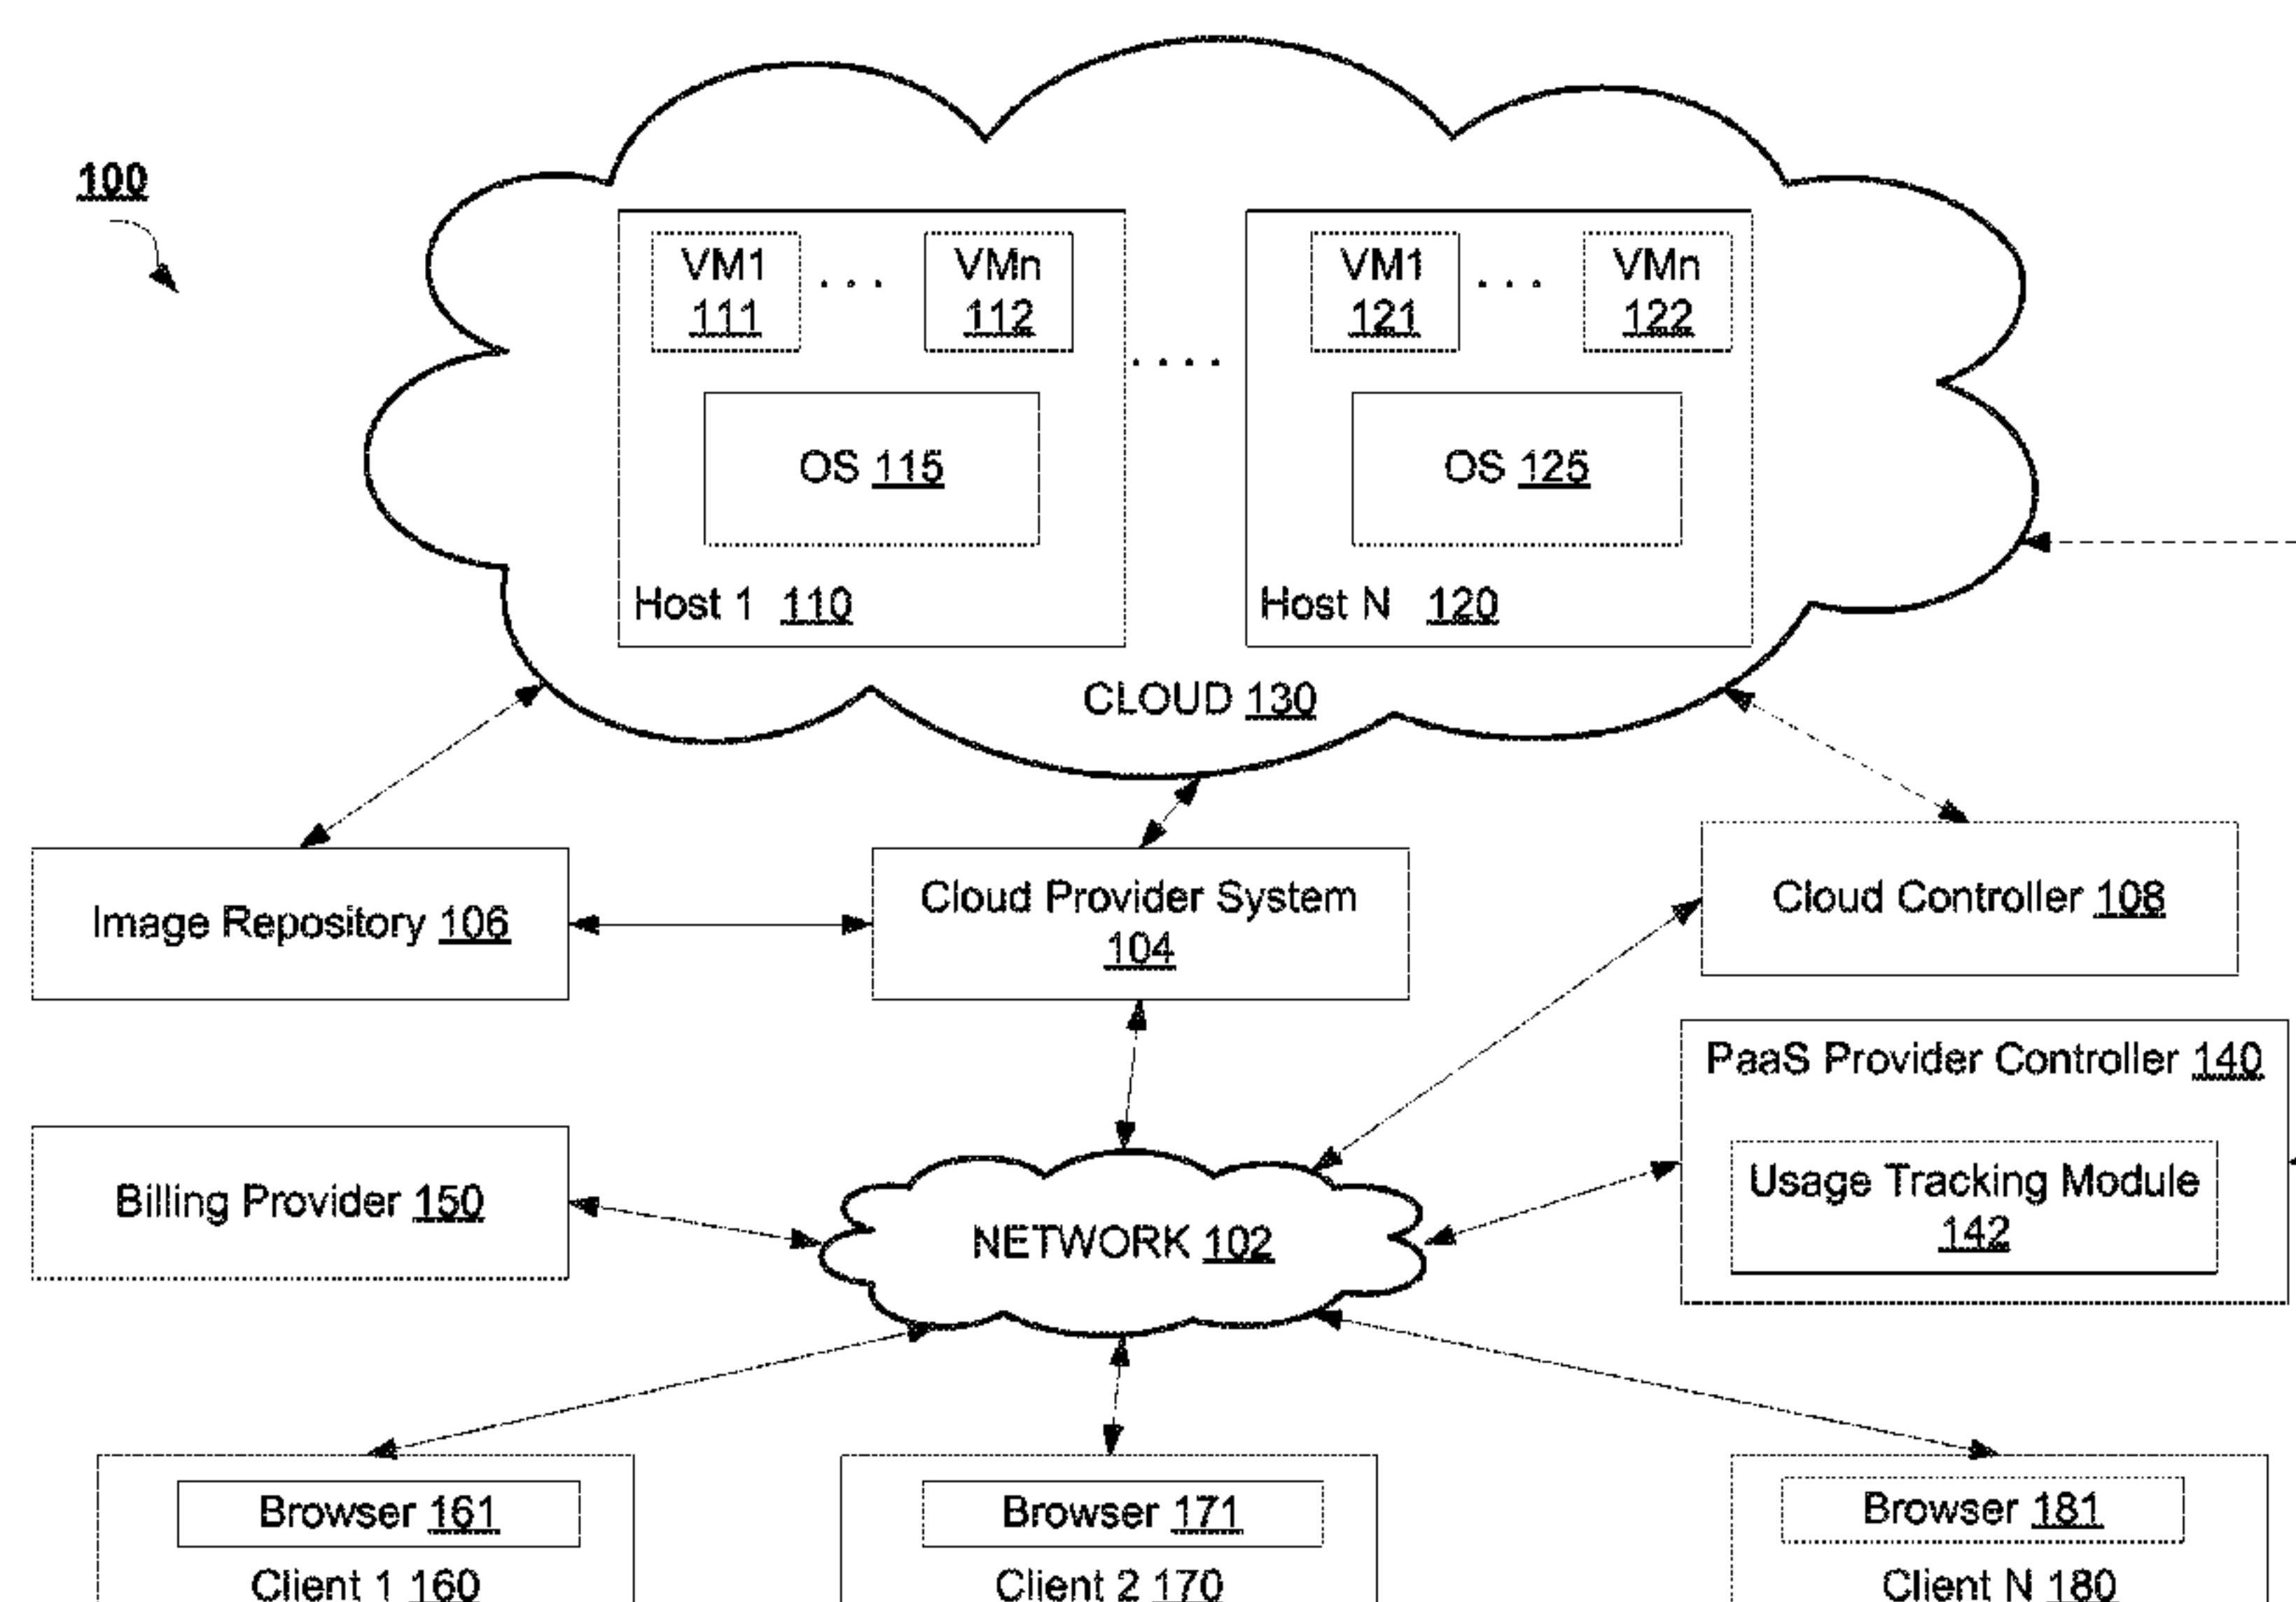 100
VM1
111
. . .
VMn
112
. . . .
VM1
121
. . .
VMn
122
OS 115
OS 125
Host 1 110
Host N 120
CLOUD 130
Image Repository 106
Cloud Provider System
104
Cloud Controller 108
PaaS Provider Controller 140
Usage Tracking Module
142
Billing Provider 150
NETWORK 102
Browser 161
Client 1 160
Browser 171
Client 2 170
Browser 181
Client N 180